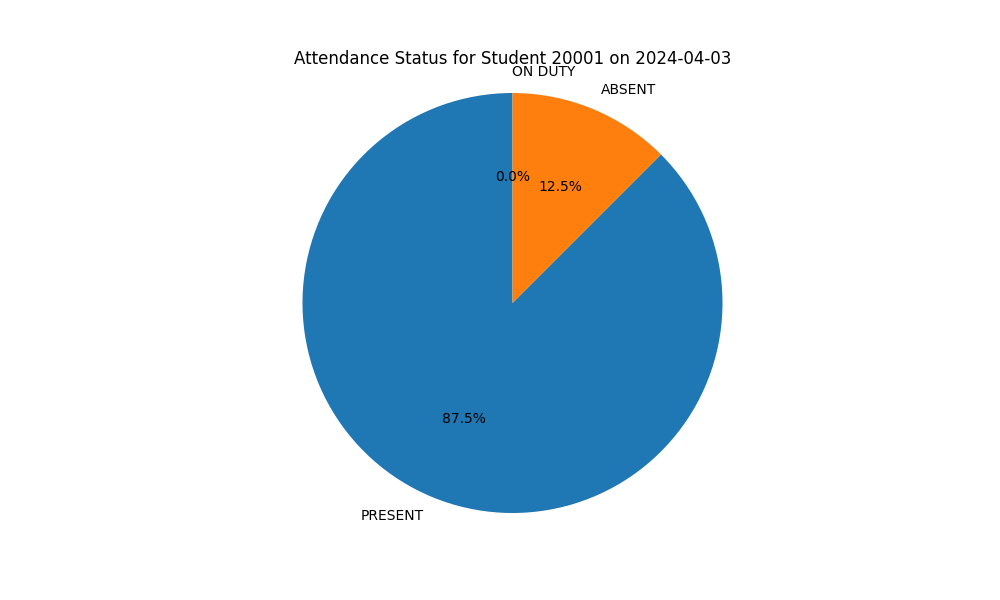 Attendance Status for Student 20001 on 2024-04-03
ON DUTY
ABSENT
0.0%
12.5%
87.5%
PRESENT